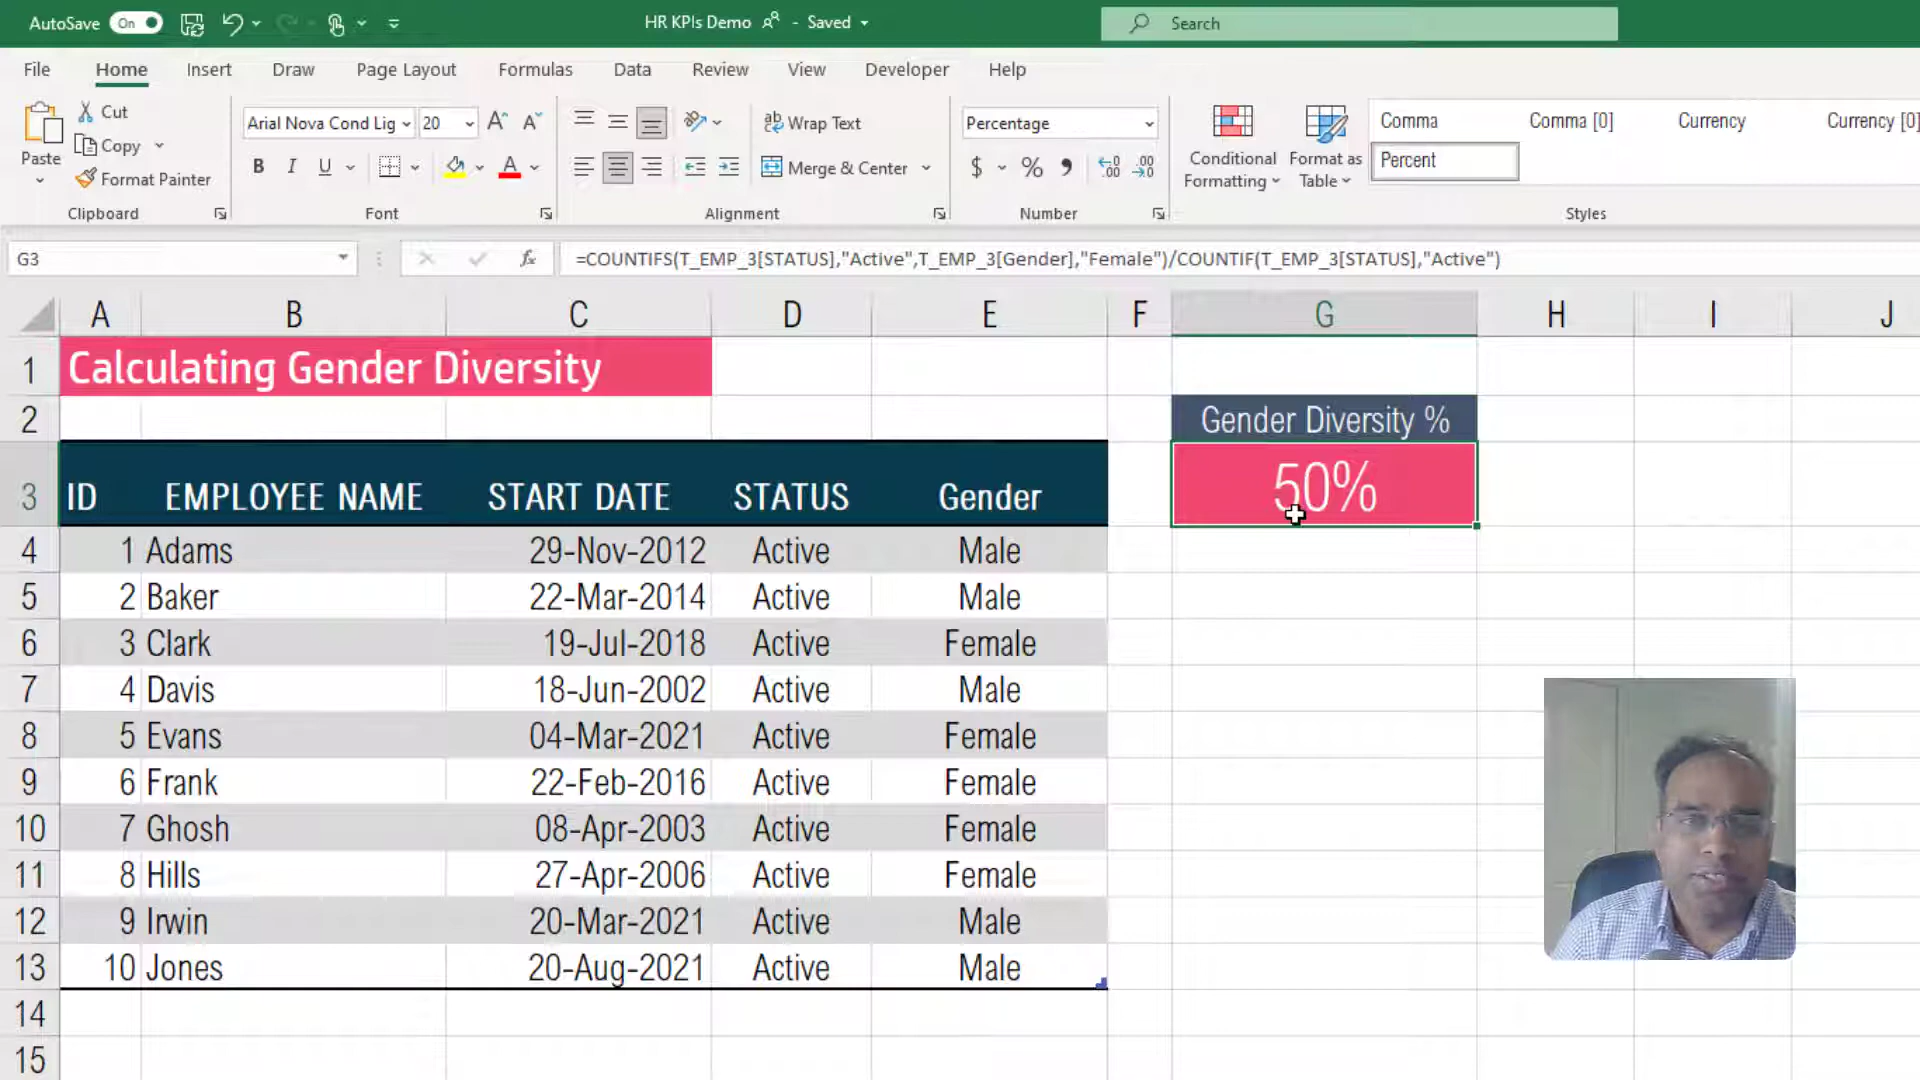 AutoSave On HR KPIs Demo - Saved Search
File Home Insert Draw Page Layout Formulas Data Review View Developer Help
Paste Cut Copy Format Painter
Clipboard
Arial Nova Cond Lig 20
B I U A
Font
Wrap Text
Merge & Center
Alignment
Percentage
$ % 
Number
Conditional Formatting
Format as Table
Comma Comma [0] Currency Currency [0]
Percent
Styles
G3 fx =COUNTIFS(T_EMP_3[STATUS],"Active",T_EMP_3[Gender],"Female")/COUNTIF(T_EMP_3[STATUS],"Active")
A B C D E F G H I J
1 Calculating Gender Diversity
2 Gender Diversity %
3 ID EMPLOYEE NAME START DATE STATUS Gender 50%
4 1 Adams 29-Nov-2012 Active Male
5 2 Baker 22-Mar-2014 Active Male
6 3 Clark 19-Jul-2018 Active Female
7 4 Davis 18-Jun-2002 Active Male
8 5 Evans 04-Mar-2021 Active Female
9 6 Frank 22-Feb-2016 Active Female
10 7 Ghosh 08-Apr-2003 Active Female
11 8 Hills 27-Apr-2006 Active Female
12 9 Irwin 20-Mar-2021 Active Male
13 10 Jones 20-Aug-2021 Active Male
14
15